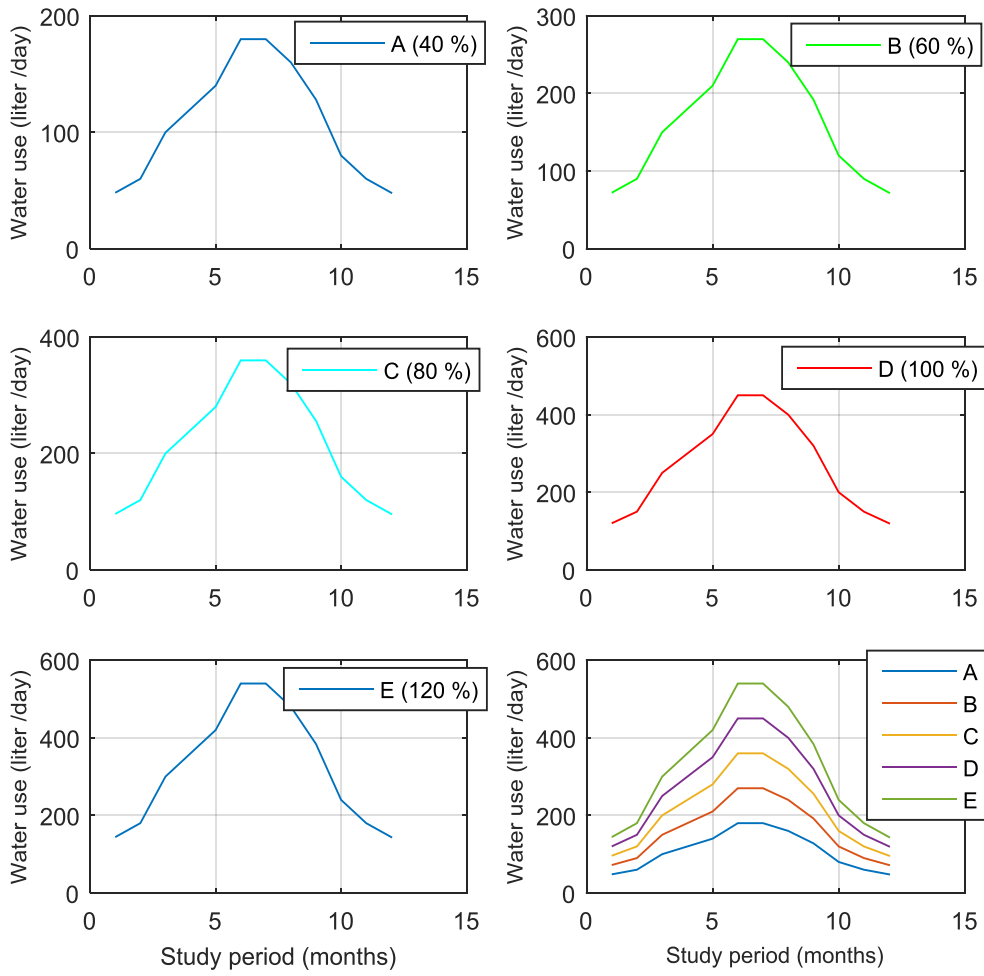 200
100
0
0
5
10
15
Water use (liter /day)
A (40 %)
300
200
100
0
0
5
10
15
Water use (liter /day)
B (60 %)
400
200
0
0
5
10
15
Water use (liter /day)
C (80 %)
600
400
200
0
0
5
10
15
Water use (liter /day)
D (100 %)
600
400
200
0
0
5
10
15
Water use (liter /day)
Study period (months)
E (120 %)
600
400
200
0
0
5
10
15
Water use (liter /day)
Study period (months)
A
B
C
D
E